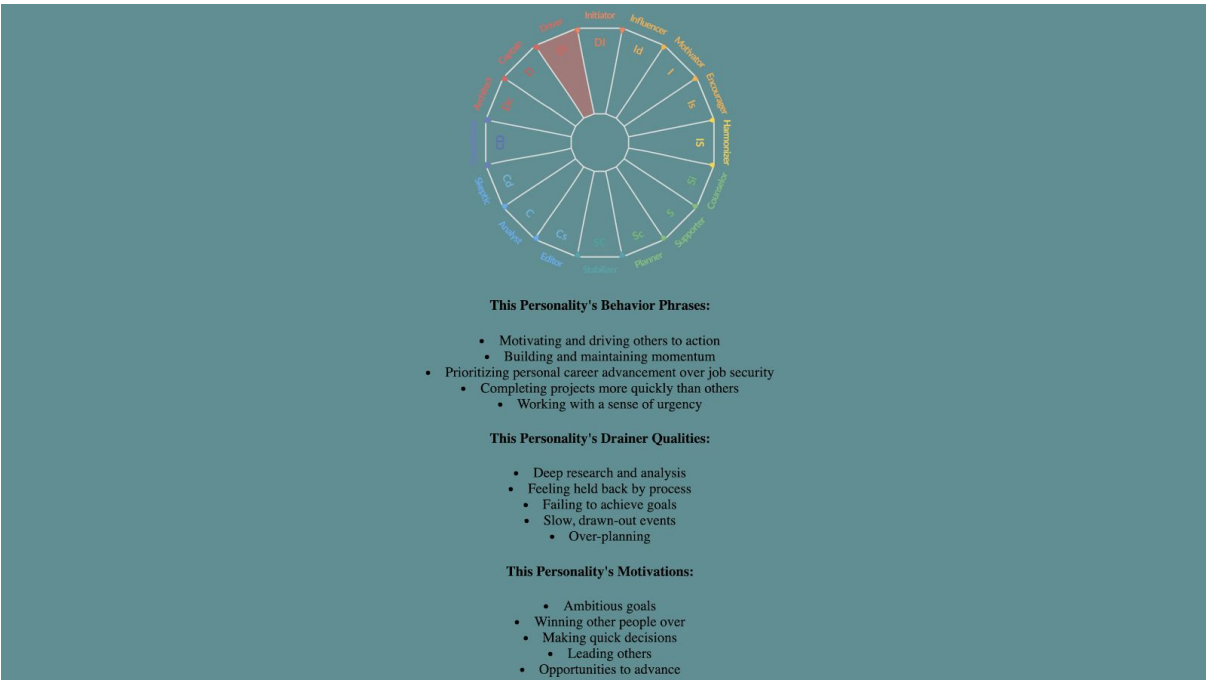 Driver
Initiator
Influencer
Motivator
Encourager
Harmonizer
Counselor
Supporter
Planner
Stabilizer
Editor
Analyst
Skeptic
Architect
DI
Id
I
Is
IS
Si
S
Sc
SC
Cs
C
Cd
CD
This Personality's Behavior Phrases:
• Motivating and driving others to action
• Building and maintaining momentum
• Prioritizing personal career advancement over job security
• Completing projects more quickly than others
• Working with a sense of urgency
This Personality's Drainer Qualities:
• Deep research and analysis
• Feeling held back by process
• Failing to achieve goals
• Slow, drawn-out events
• Over-planning
This Personality's Motivations:
• Ambitious goals
• Winning other people over
• Making quick decisions
• Leading others
• Opportunities to advance